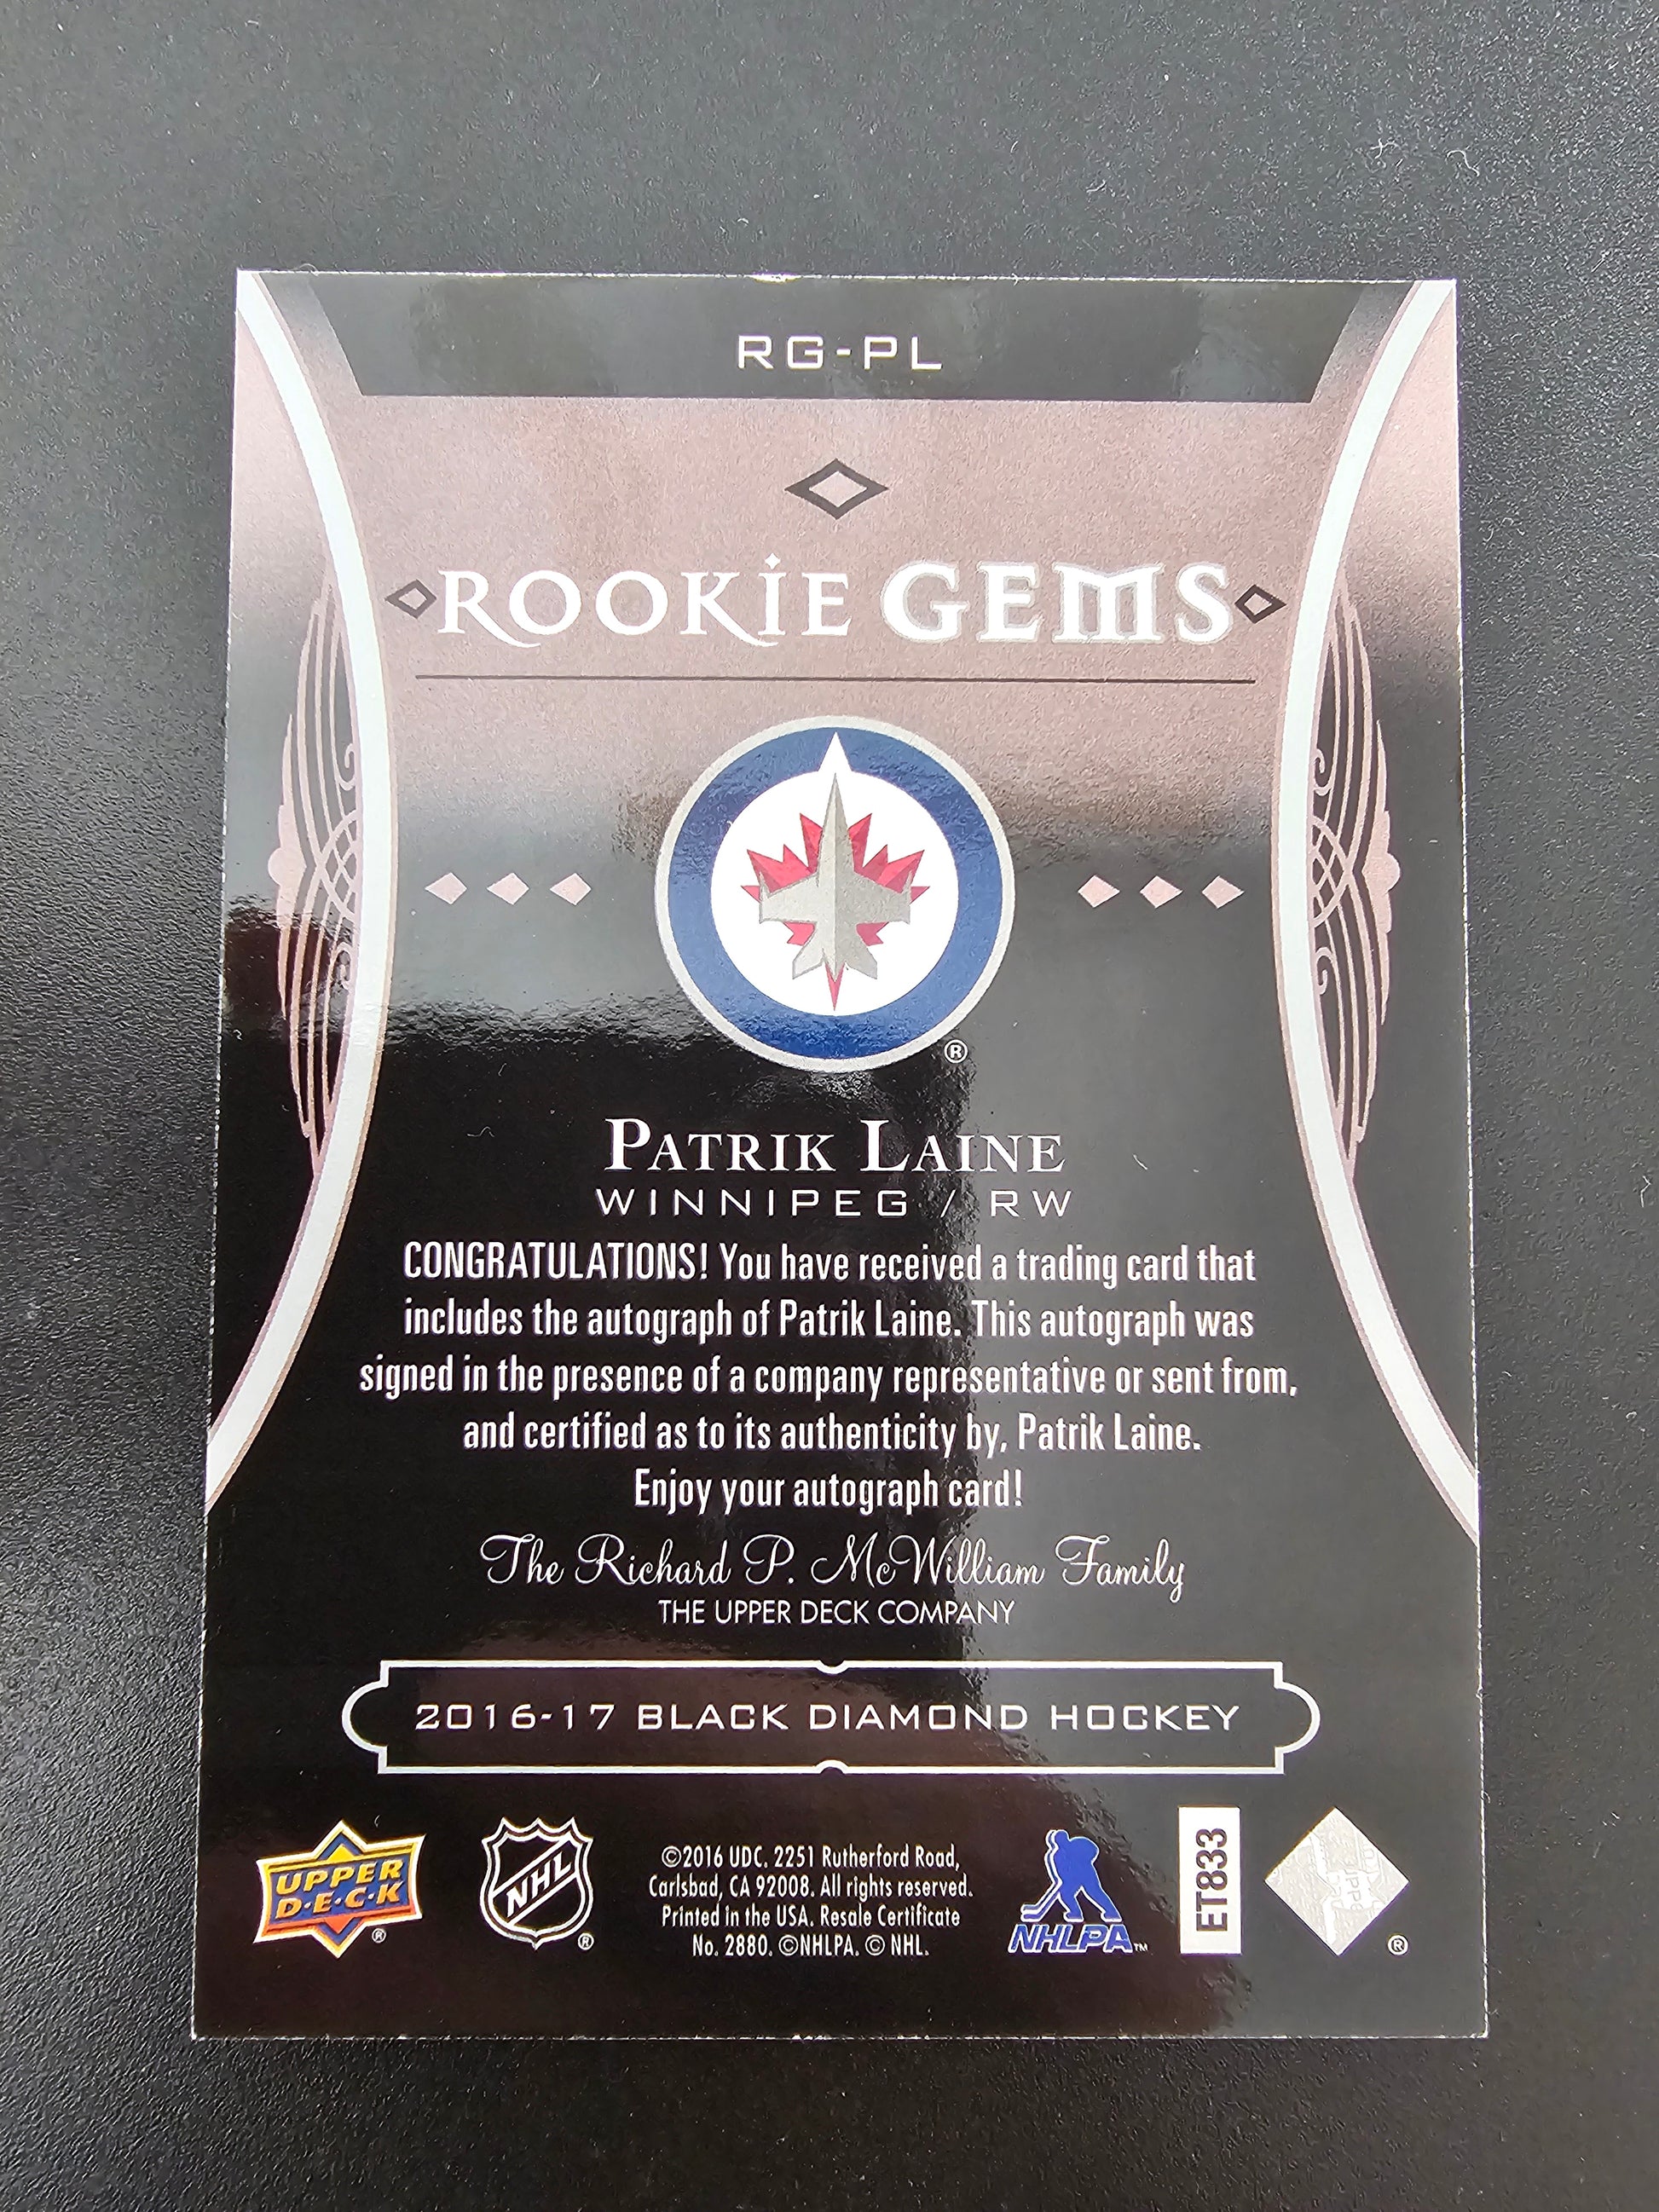 RG-PL
ROOKIE GEMS
®
PATRIK LAINE
WINNIPEG / RW
CONGRATULATIONS! You have received a trading card that
includes the autograph of Patrik Laine. This autograph was
signed in the presence of a company representative or sent from,
and certified as to its authenticity by, Patrik Laine.
Enjoy your autograph card!
The Richard P. McWilliam Family
THE UPPER DECK COMPANY
2016-17 BLACK DIAMOND HOCKEY
UPPER
D•E•C•K
®
NHL
®
©2016 UDC. 2251 Rutherford Road,
Carlsbad, CA 92008. All rights reserved.
Printed in the USA. Resale Certificate
No. 2880. ©NHLPA. © NHL.
NHLPA™
ET833
®